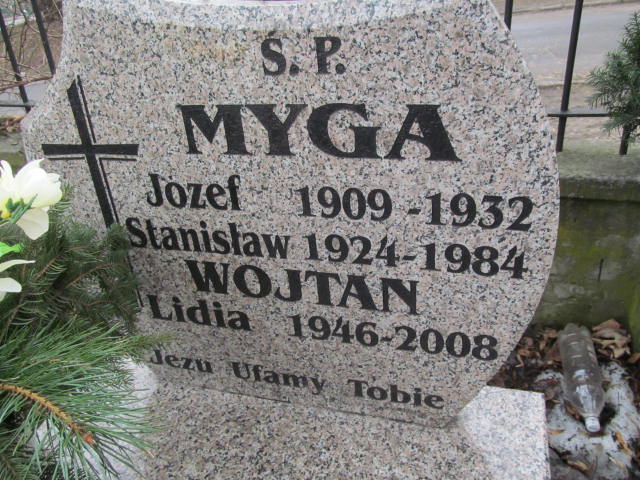 Ś. P.
MYGA
Józef 1909-1932
Stanisław 1924-1984
WOJTAN
Lidia 1946-2008
Jezu Ufamy Tobie